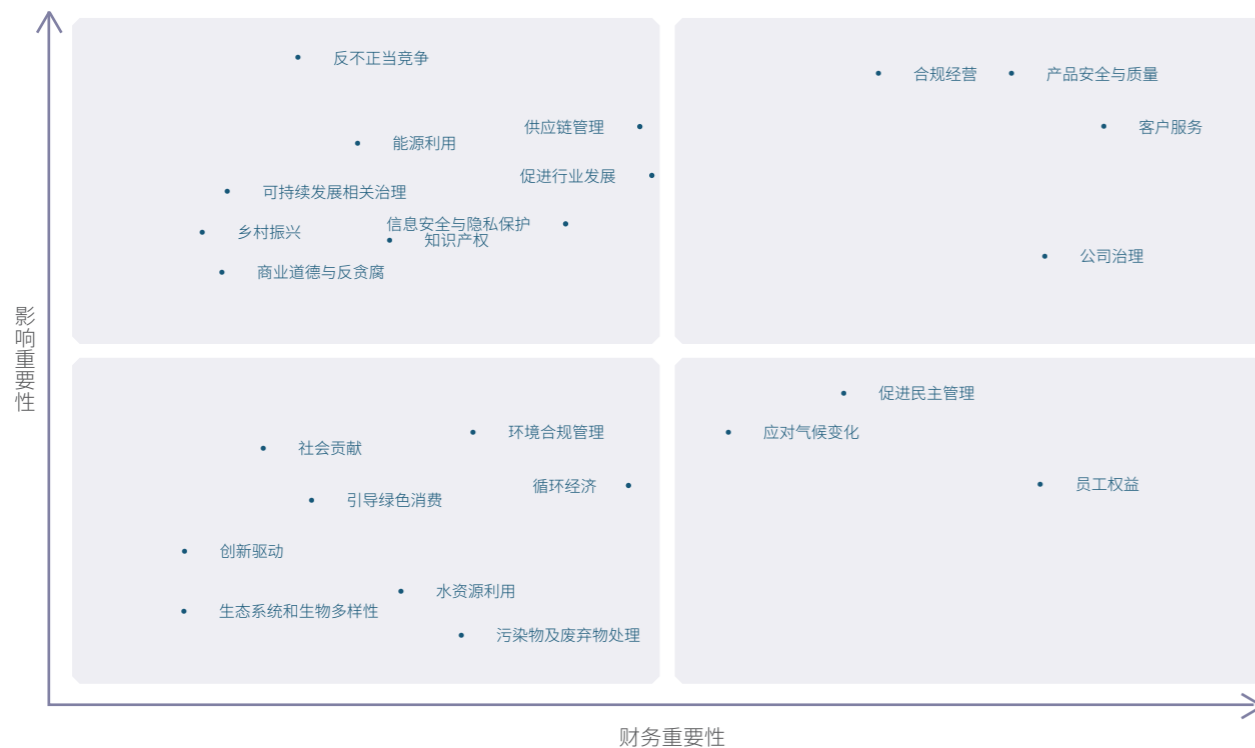 反不正当竞争
合规经营
产品安全与质量
供应链管理
客户服务
能源利用
促进行业发展
可持续发展相关治理
信息安全与隐私保护
乡村振兴
知识产权
公司治理
商业道德与反贪腐
影响重要性
促进民主管理
环境合规管理
应对气候变化
社会贡献
循环经济
员工权益
引导绿色消费
创新驱动
水资源利用
生态系统和生物多样性
污染物及废弃物处理
财务重要性